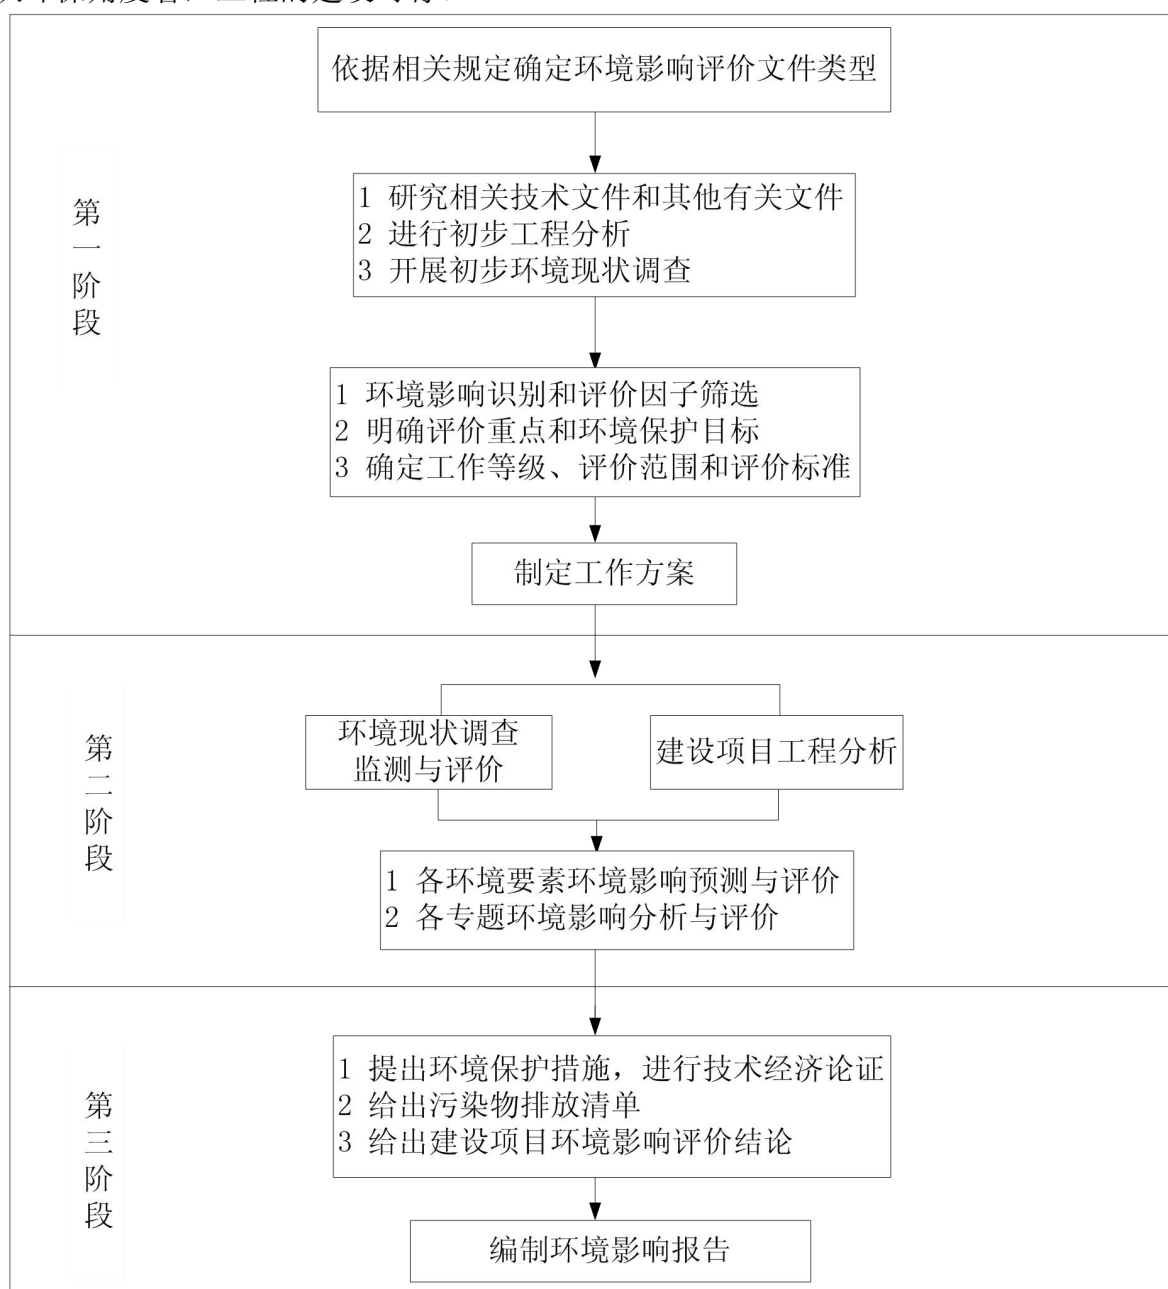 依据相关规定确定环境影响评价文件类型
第一阶段
1 研究相关技术文件和其他有关文件
2 进行初步工程分析
3 开展初步环境现状调查
1 环境影响识别和评价因子筛选
2 明确评价重点和环境保护目标
3 确定工作等级、评价范围和评价标准
制定工作方案
第二阶段
环境现状调查
监测与评价
建设项目工程分析
1 各环境要素环境影响预测与评价
2 各专题环境影响分析与评价
第三阶段
1 提出环境保护措施，进行技术经济论证
2 给出污染物排放清单
3 给出建设项目环境影响评价结论
编制环境影响报告